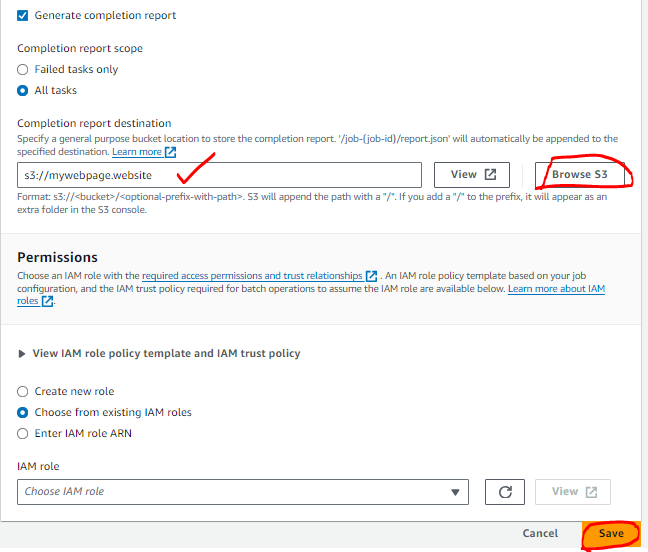 Generate completion report
Completion report scope
Failed tasks only
All tasks
Completion report destination
Specify a general purpose bucket location to store the completion report. '/job-{job-id}/report.json' will automatically be appended to the
specified destination. Learn more
s3://mywebpage.website
View
Browse S3
Format: s3://<bucket>/<optional-prefix-with-path>. S3 will append the path with a "/". If you add a "/" to the prefix, it will appear as an
extra folder in the S3 console.
Permissions
Choose an IAM role with the required access permissions and trust relationships . An IAM role policy template based on your job
configuration, and the IAM trust policy required for batch operations to assume the IAM role are available below. Learn more about IAM
roles .
View IAM role policy template and IAM trust policy
Create new role
Choose from existing IAM roles
Enter IAM role ARN
IAM role
Choose IAM role
View
Cancel
Save